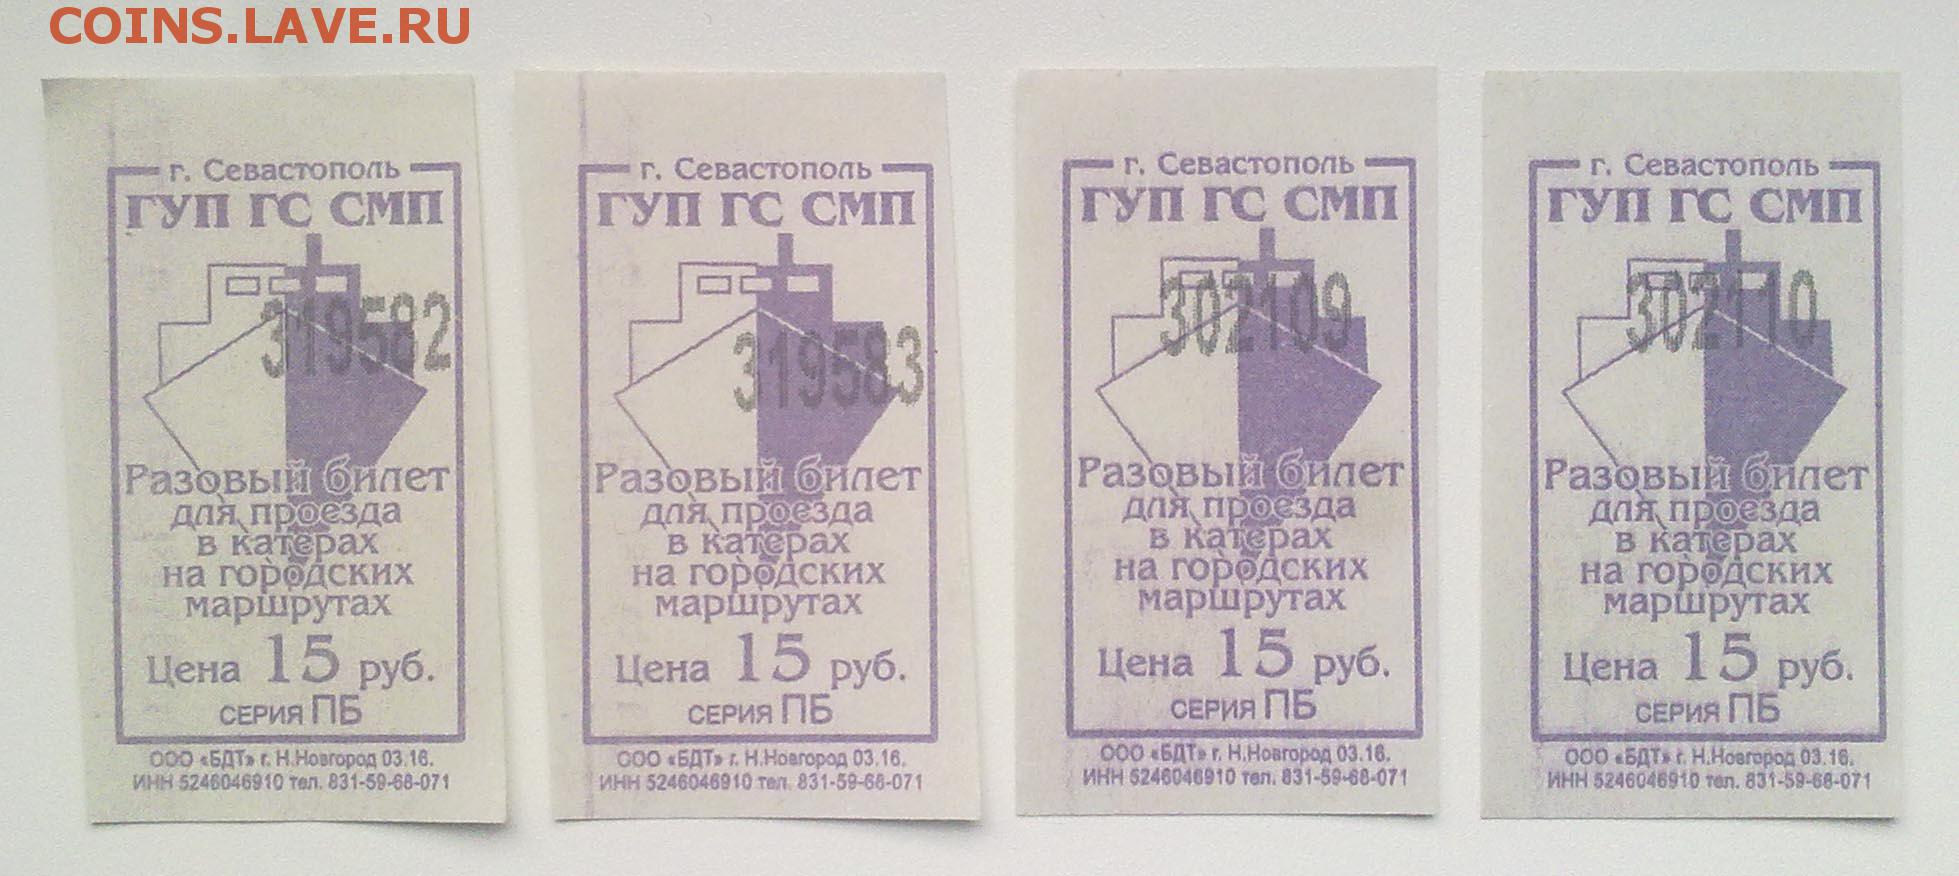 COINS.LAVE.RU
г. Севастополь
ГУП ГС СМП
319582
Разовый билет
для проезда
в катерах
на городских
маршрутах
Цена 15 руб.
СЕРИЯ ПБ
ООО «БДТ» г. Н.Новгород 03.16.
ИНН 5246046910 тел. 831-59-68-071
г. Севастополь
ГУП ГС СМП
319583
Разовый билет
для проезда
в катерах
на городских
маршрутах
Цена 15 руб.
СЕРИЯ ПБ
ООО «БДТ» г. Н.Новгород 03.16.
ИНН 5246046910 тел. 831-59-68-071
г. Севастополь
ГУП ГС СМП
302109
Разовый билет
для проезда
в катерах
на городских
маршрутах
Цена 15 руб.
СЕРИЯ ПБ
ООО «БДТ» г. Н.Новгород 03.16.
ИНН 5246046910 тел. 831-59-68-071
г. Севастополь
ГУП ГС СМП
302110
Разовый билет
для проезда
в катерах
на городских
маршрутах
Цена 15 руб.
СЕРИЯ ПБ
ООО «БДТ» г. Н.Новгород 03.16.
ИНН 5246046910 тел. 831-59-68-071